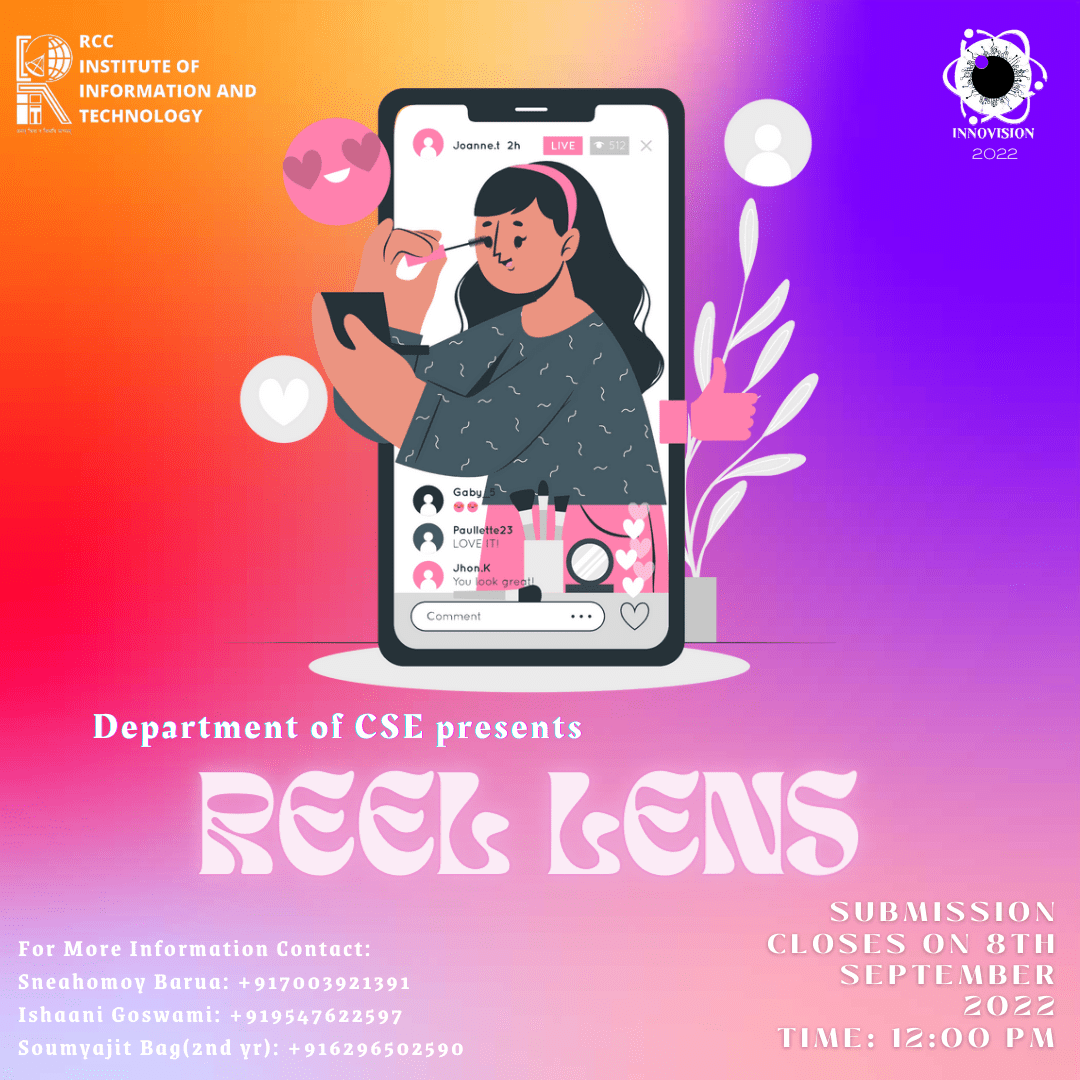 RCC
INSTITUTE OF
INFORMATION AND
TECHNOLOGY
INNOVISION
2022
Joanne.t 2h
LIVE
512
Gaby_5
Paullette23
LOVE IT!
Jhon.K
You look great!
Comment
Department of CSE presents
REEL LENS
For More Information Contact:
Sneahomoy Barua: +917003921391
Ishaani Goswami: +919547622597
Soumyajit Bag(2nd yr): +916296502590
SUBMISSION
CLOSES ON 8TH
SEPTEMBER
2022
TIME: 12:00 PM